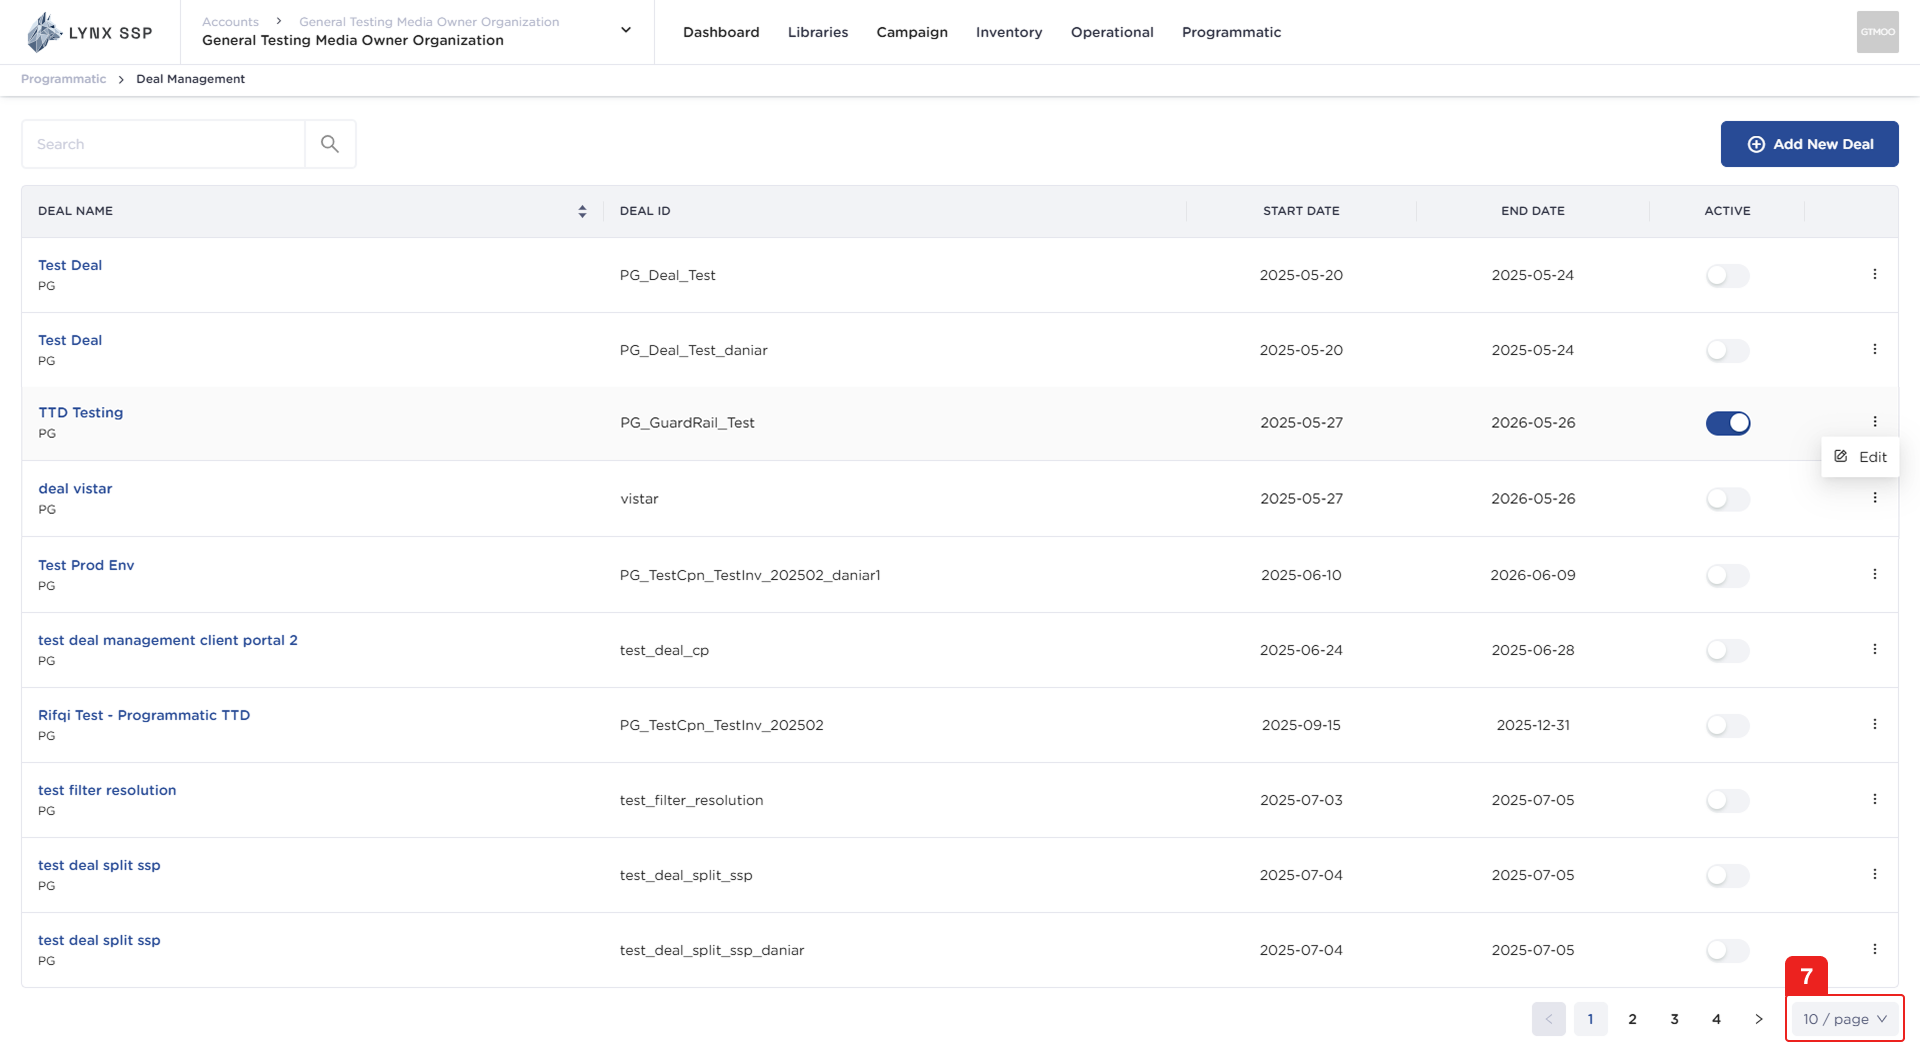 LYNX SSP
Accounts > General Testing Media Owner Organization
General Testing Media Owner Organization
Dashboard Libraries Campaign Inventory Operational Programmatic
GTMOO
Programmatic > Deal Management
Search
Add New Deal
DEAL NAME DEAL ID START DATE END DATE ACTIVE
Test Deal
PG
PG_Deal_Test 2025-05-20 2025-05-24
Test Deal
PG
PG_Deal_Test_daniar 2025-05-20 2025-05-24
TTD Testing
PG
PG_GuardRail_Test 2025-05-27 2026-05-26
Edit
deal vistar
PG
vistar 2025-05-27 2026-05-26
Test Prod Env
PG
PG_TestCpn_TestInv_202502_daniar1 2025-06-10 2026-06-09
test deal management client portal 2
PG
test_deal_cp 2025-06-24 2025-06-28
Rifqi Test - Programmatic TTD
PG
PG_TestCpn_TestInv_202502 2025-09-15 2025-12-31
test filter resolution
PG
test_filter_resolution 2025-07-03 2025-07-05
test deal split ssp
PG
test_deal_split_ssp 2025-07-04 2025-07-05
test deal split ssp
PG
test_deal_split_ssp_daniar 2025-07-04 2025-07-05
7
< 1 2 3 4 > 10 / page